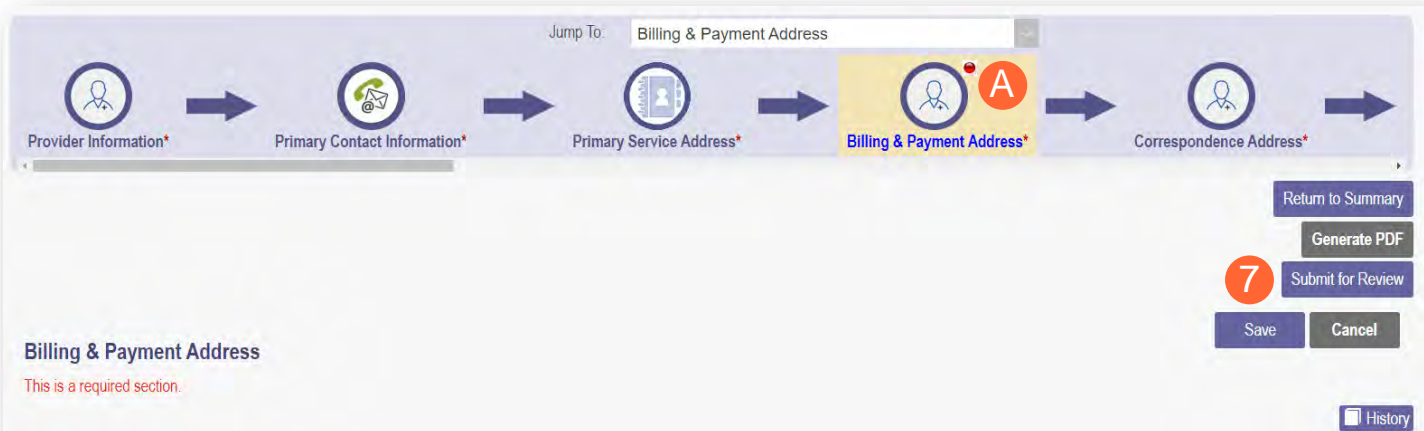 Jump To: Billing & Payment Address
A
@
Provider Information* Primary Contact Information* Primary Service Address* Billing & Payment Address* Correspondence Address*
Return to Summary
Generate PDF
7 Submit for Review
Save Cancel
Billing & Payment Address
This is a required section.
History